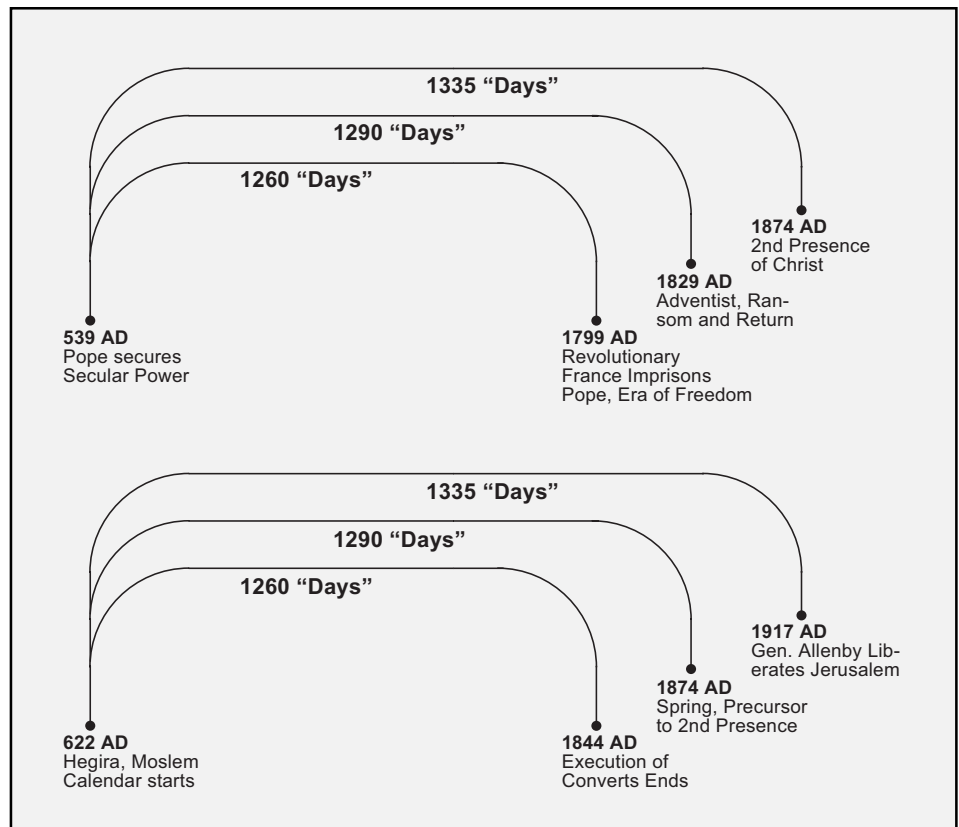 1335 “Days”
1290 “Days”
1260 “Days”
1874 AD
2nd Presence
of Christ
1829 AD
Adventist, Ran-
som and Return
539 AD
Pope secures
Secular Power
1799 AD
Revolutionary
France Imprisons
Pope, Era of Freedom
1335 “Days”
1290 “Days”
1260 “Days”
1917 AD
Gen. Allenby Lib-
erates Jerusalem
1874 AD
Spring, Precursor
to 2nd Presence
622 AD
Hegira, Moslem
Calendar starts
1844 AD
Execution of
Converts Ends